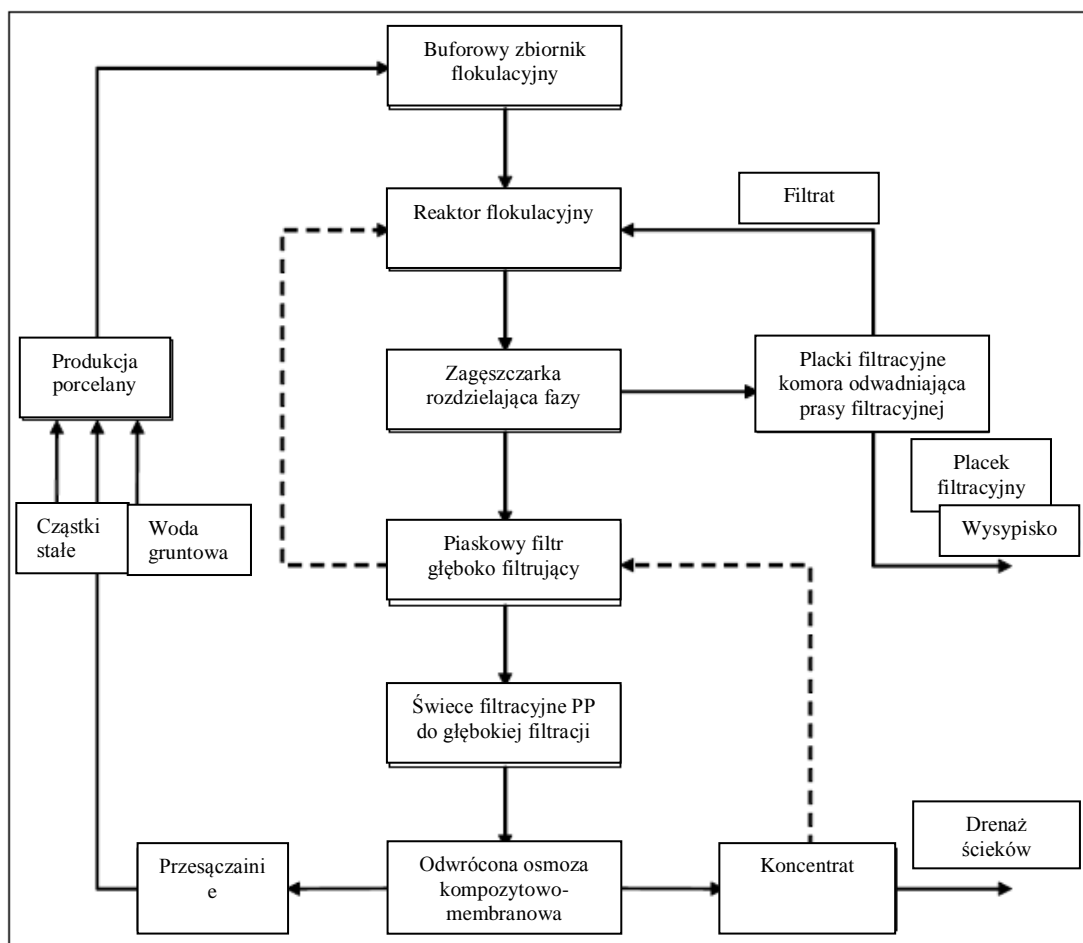 Buforowy zbiornik
flokulacyjny
Reaktor flokulacyjny
Filtrat
Produkcja
porcelany
Zagęszczarka
rozdzielająca fazy
Placki filtracyjne
komora odwadniająca
prasy filtracyjnej
Placek
filtracyjny
Wysypisko
Cząstki
stałe
Woda
gruntowa
Piaskowy filtr
głęboko filtrujący
Świece filtracyjne PP
do głębokiej filtracji
Drenaż
ścieków
Przesączaini
e
Odwrócona osmoza
kompozytowo-
membranowa
Koncentrat